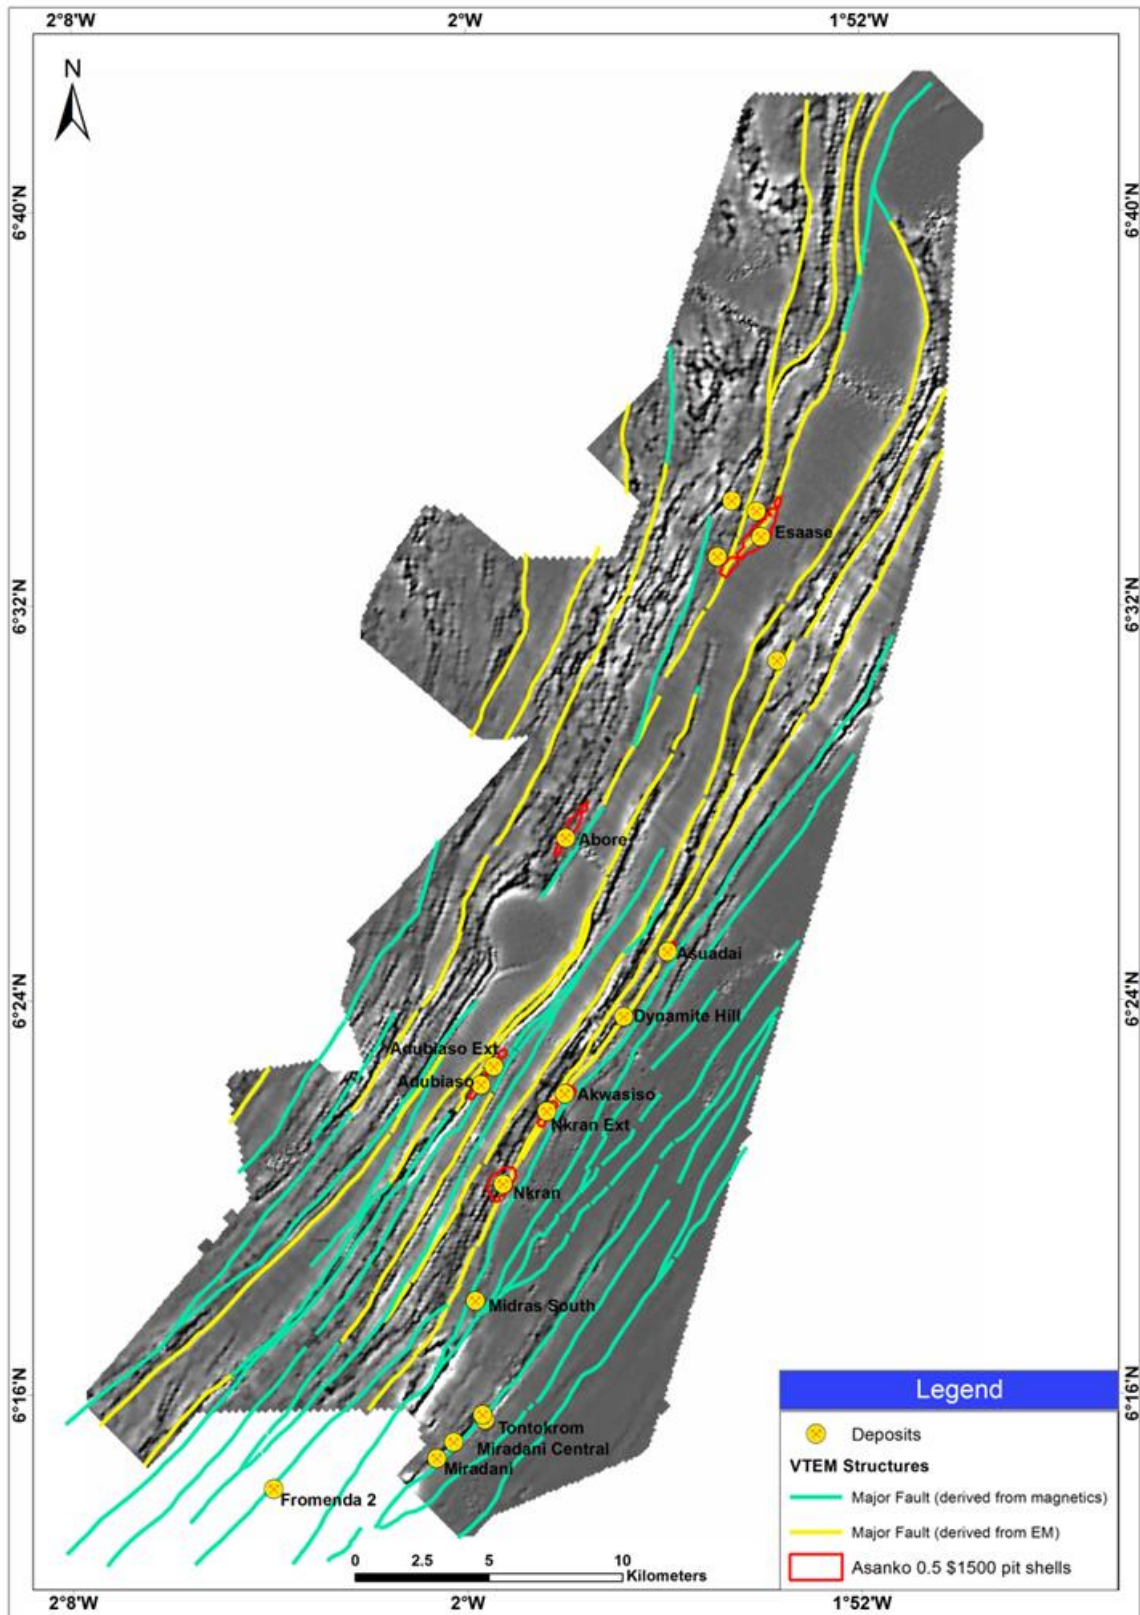 2°8'W
2°W
1°52'W
N
6°40'N
6°40'N
Esaase
6°32'N
6°32'N
Abore
Asuadai
6°24'N
6°24'N
Dynamite Hill
Adubiaso Ext
Adubiaso
Akwasiso
Nkran Ext
Nkran
Midras South
6°16'N
6°16'N
Tontokrom
Miradani Central
Miradani
Fromenda 2
Legend
Deposits
VTEM Structures
Major Fault (derived from magnetics)
Major Fault (derived from EM)
Asanko 0.5 $1500 pit shells
0 2.5 5 10
Kilometers
2°8'W
2°W
1°52'W